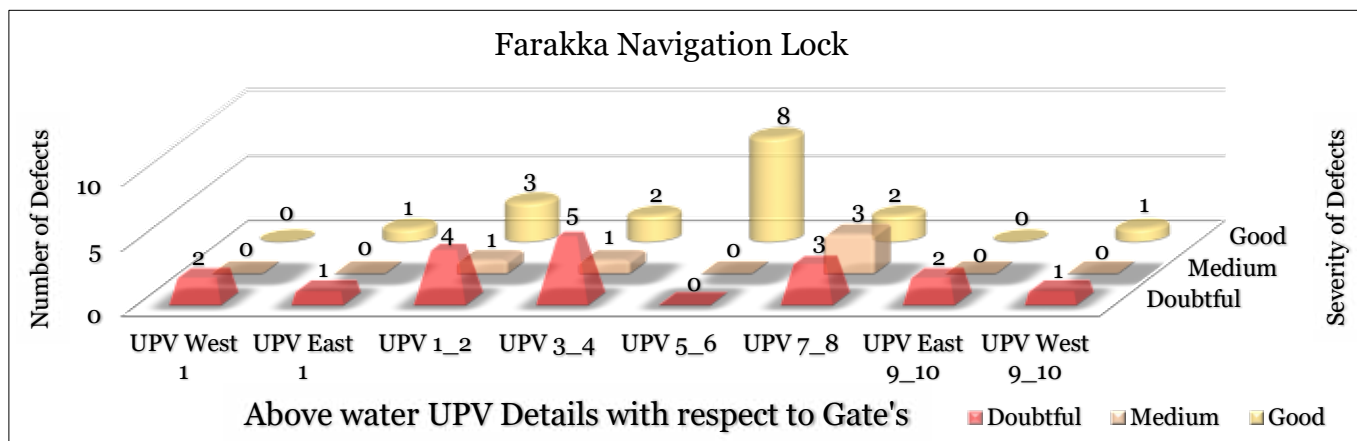 Farakka Navigation Lock
Number of Defects
Severity of Defects
10
5
0
0 1 3 2 8 2 0 1
0 0 1 1 0 3 0 0
2 1 4 5 0 3 2 1
Good
Medium
Doubtful
UPV West 1
UPV East 1
UPV 1_2
UPV 3_4
UPV 5_6
UPV 7_8
UPV East 9_10
UPV West 9_10
Above water UPV Details with respect to Gate's
Doubtful Medium Good